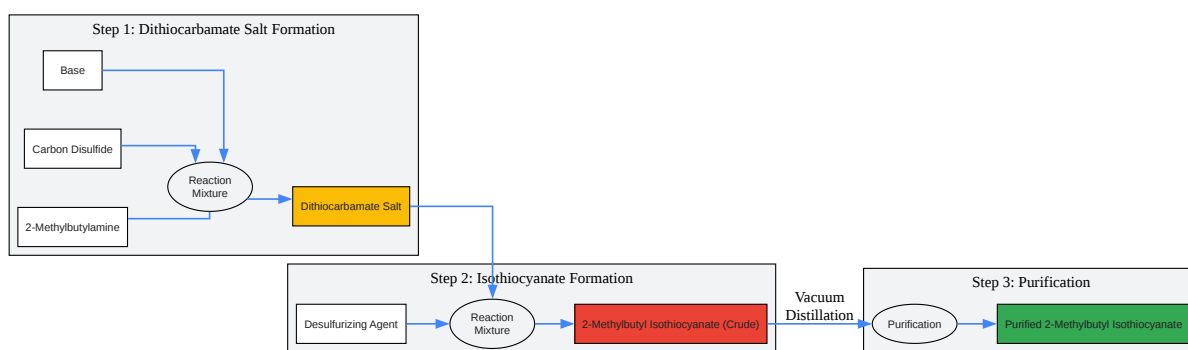 Step 1: Dithiocarbamate Salt Formation
Base
Carbon Disulfide
Reaction
Mixture
Dithiocarbamate Salt
2-Methylbutylamine
Step 2: Isothiocyanate Formation
Desulfurizing Agent
Reaction
Mixture
2-Methylbutyl Isothiocyanate (Crude)
Vacuum
Distillation
Step 3: Purification
Purification
Purified 2-Methylbutyl Isothiocyanate